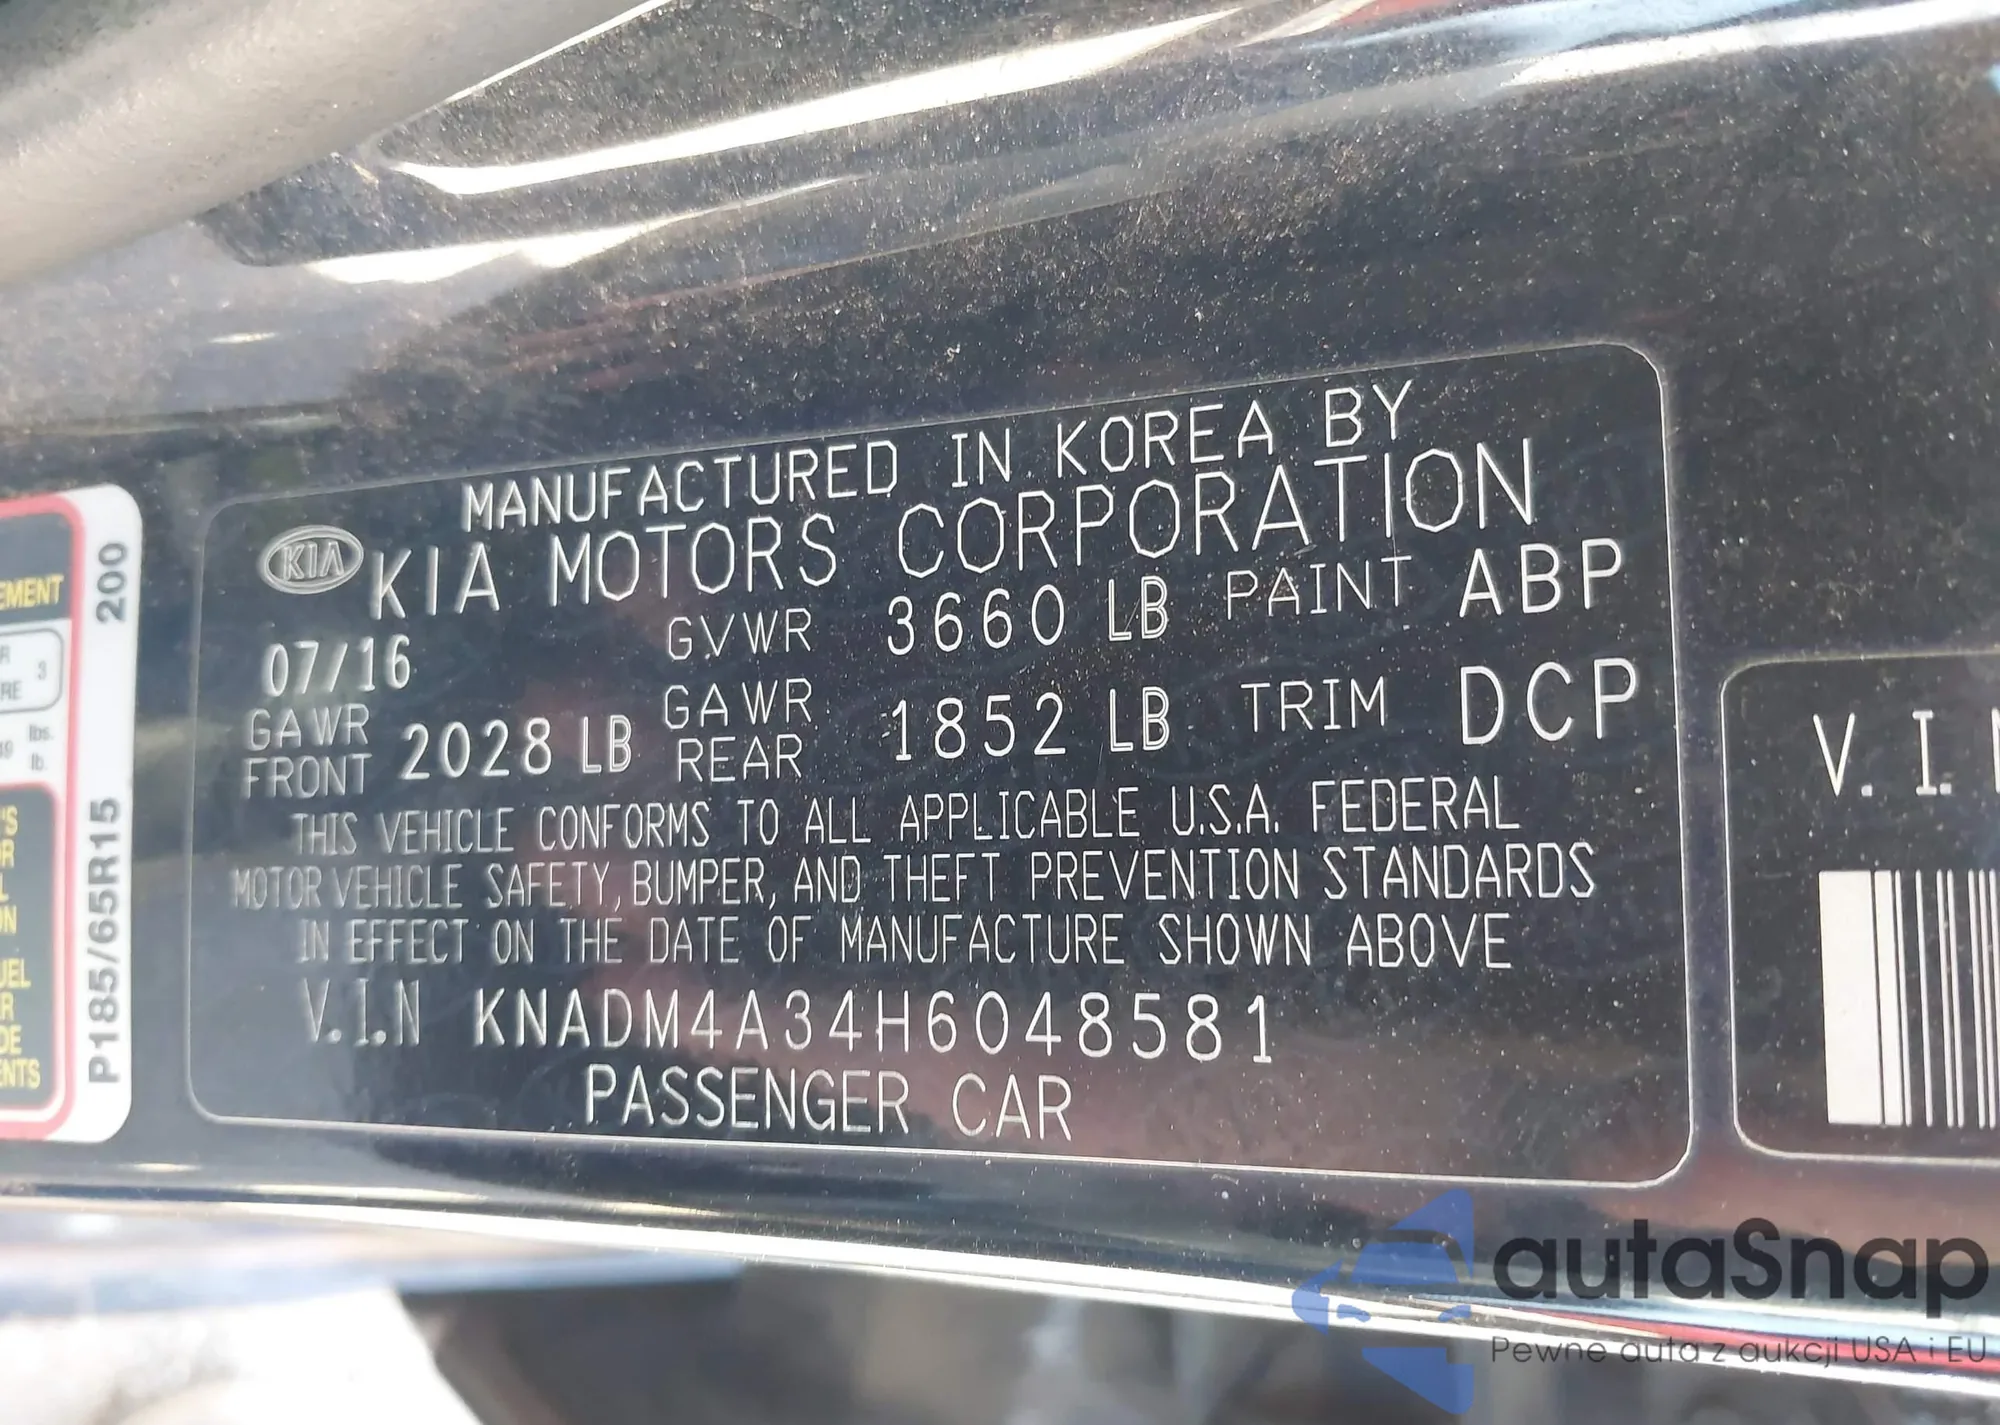 MANUFACTURED IN KOREA BY
KIA KIA MOTORS CORPORATION
07/16 GVWR 3660 LB PAINT ABP
GAWR FRONT 2028 LB GAWR REAR 1852 LB TRIM DCP
THIS VEHICLE CONFORMS TO ALL APPLICABLE U.S.A. FEDERAL
MOTOR VEHICLE SAFETY, BUMPER, AND THEFT PREVENTION STANDARDS
IN EFFECT ON THE DATE OF MANUFACTURE SHOWN ABOVE
V.I.N KNADM4A34H6048581
PASSENGER CAR
200
P185/65R15
3
lbs.
lb.
V.I.N
autaSnap
Pewne auta z aukcji USA i EU